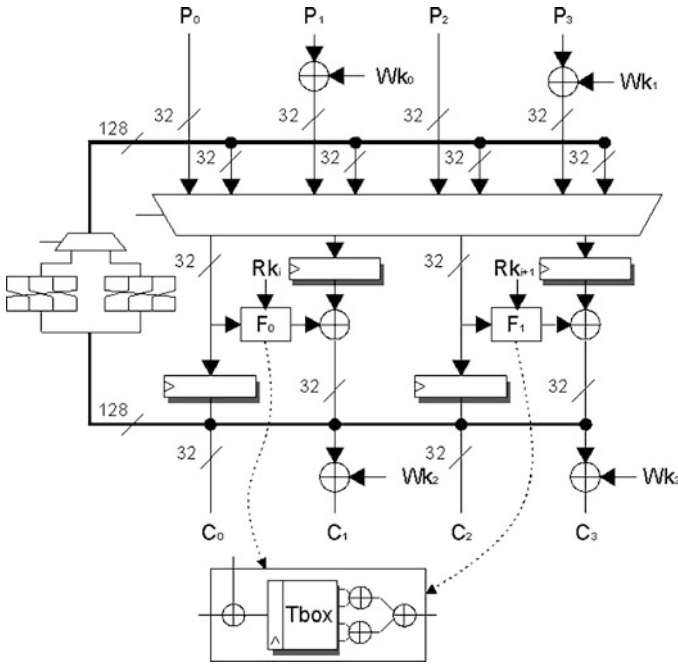 P₀ P₁ P₂ P₃
Wk₀ Wk₁
32 32 32 32
128
32 32 32 32
32 Rkᵢ 32 Rkᵢ₊₁
F₀ F₁
32 32
128
32 32
Wk₂ Wk₃
C₀ C₁ C₂ C₃
Tbox